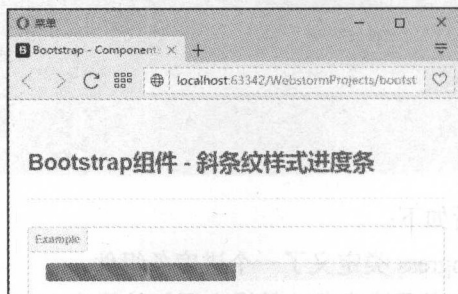 菜单
B Bootstrap - Component
localhost:63342/WebstormProjects/bootst
Bootstrap组件 - 斜条纹样式进度条
Example